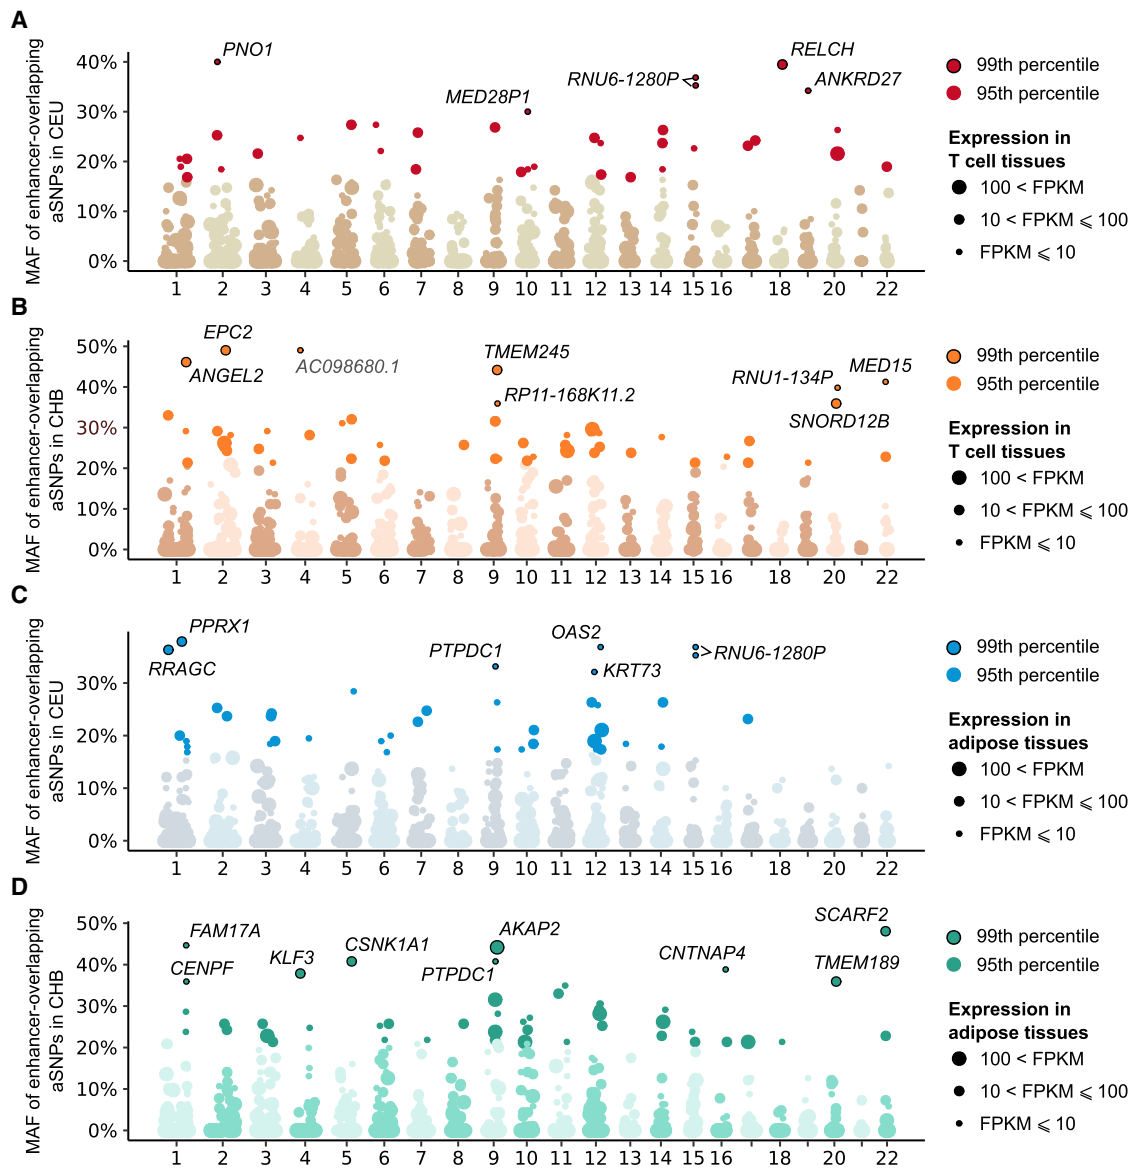 A
MAF of enhancer-overlapping
aSNPs in CEU
40%
30%
20%
10%
0%
PNO1
MED28P1
RNU6-1280P
RELCH
ANKRD27
1 2 3 4 5 6 7 8 9 10 11 12 13 14 15 16 18 20 22
99th percentile
95th percentile
Expression in
T cell tissues
100 < FPKM
10 < FPKM ⩽ 100
FPKM ⩽ 10
B
MAF of enhancer-overlapping
aSNPs in CHB
50%
40%
30%
20%
10%
0%
EPC2
ANGEL2
AC098680.1
TMEM245
RP11-168K11.2
RNU1-134P
MED15
SNORD12B
1 2 3 4 5 6 7 8 9 10 11 12 13 14 15 16 18 20 22
99th percentile
95th percentile
Expression in
T cell tissues
100 < FPKM
10 < FPKM ⩽ 100
FPKM ⩽ 10
C
MAF of enhancer-overlapping
aSNPs in CEU
30%
20%
10%
0%
PPRX1
RRAGC
PTPDC1
OAS2
KRT73
RNU6-1280P
1 2 3 4 5 6 7 8 9 10 11 12 13 14 15 16 18 20 22
99th percentile
95th percentile
Expression in
adipose tissues
100 < FPKM
10 < FPKM ⩽ 100
FPKM ⩽ 10
D
MAF of enhancer-overlapping
aSNPs in CHB
50%
40%
30%
20%
10%
0%
FAM17A
CENPF
KLF3
CSNK1A1
AKAP2
PTPDC1
CNTNAP4
SCARF2
TMEM189
1 2 3 4 5 6 7 8 9 10 11 12 13 14 15 16 18 20 22
99th percentile
95th percentile
Expression in
adipose tissues
100 < FPKM
10 < FPKM ⩽ 100
FPKM ⩽ 10